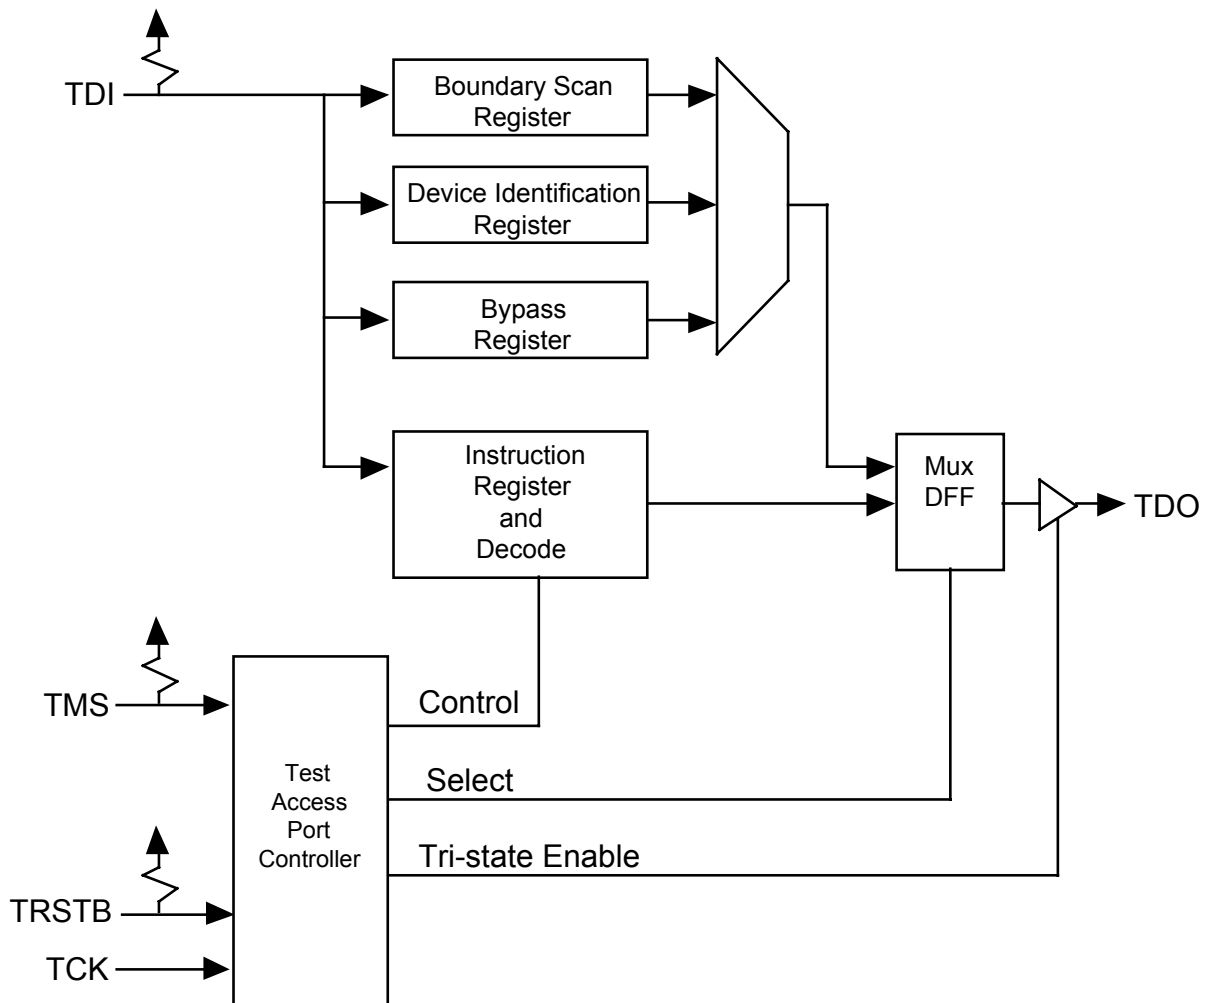 TDI
Boundary Scan
Register
Device Identification
Register
Bypass
Register
Instruction
Register
and
Decode
Mux
DFF
TDO
TMS
Control
Test
Access
Port
Controller
Select
Tri-state Enable
TRSTB
TCK